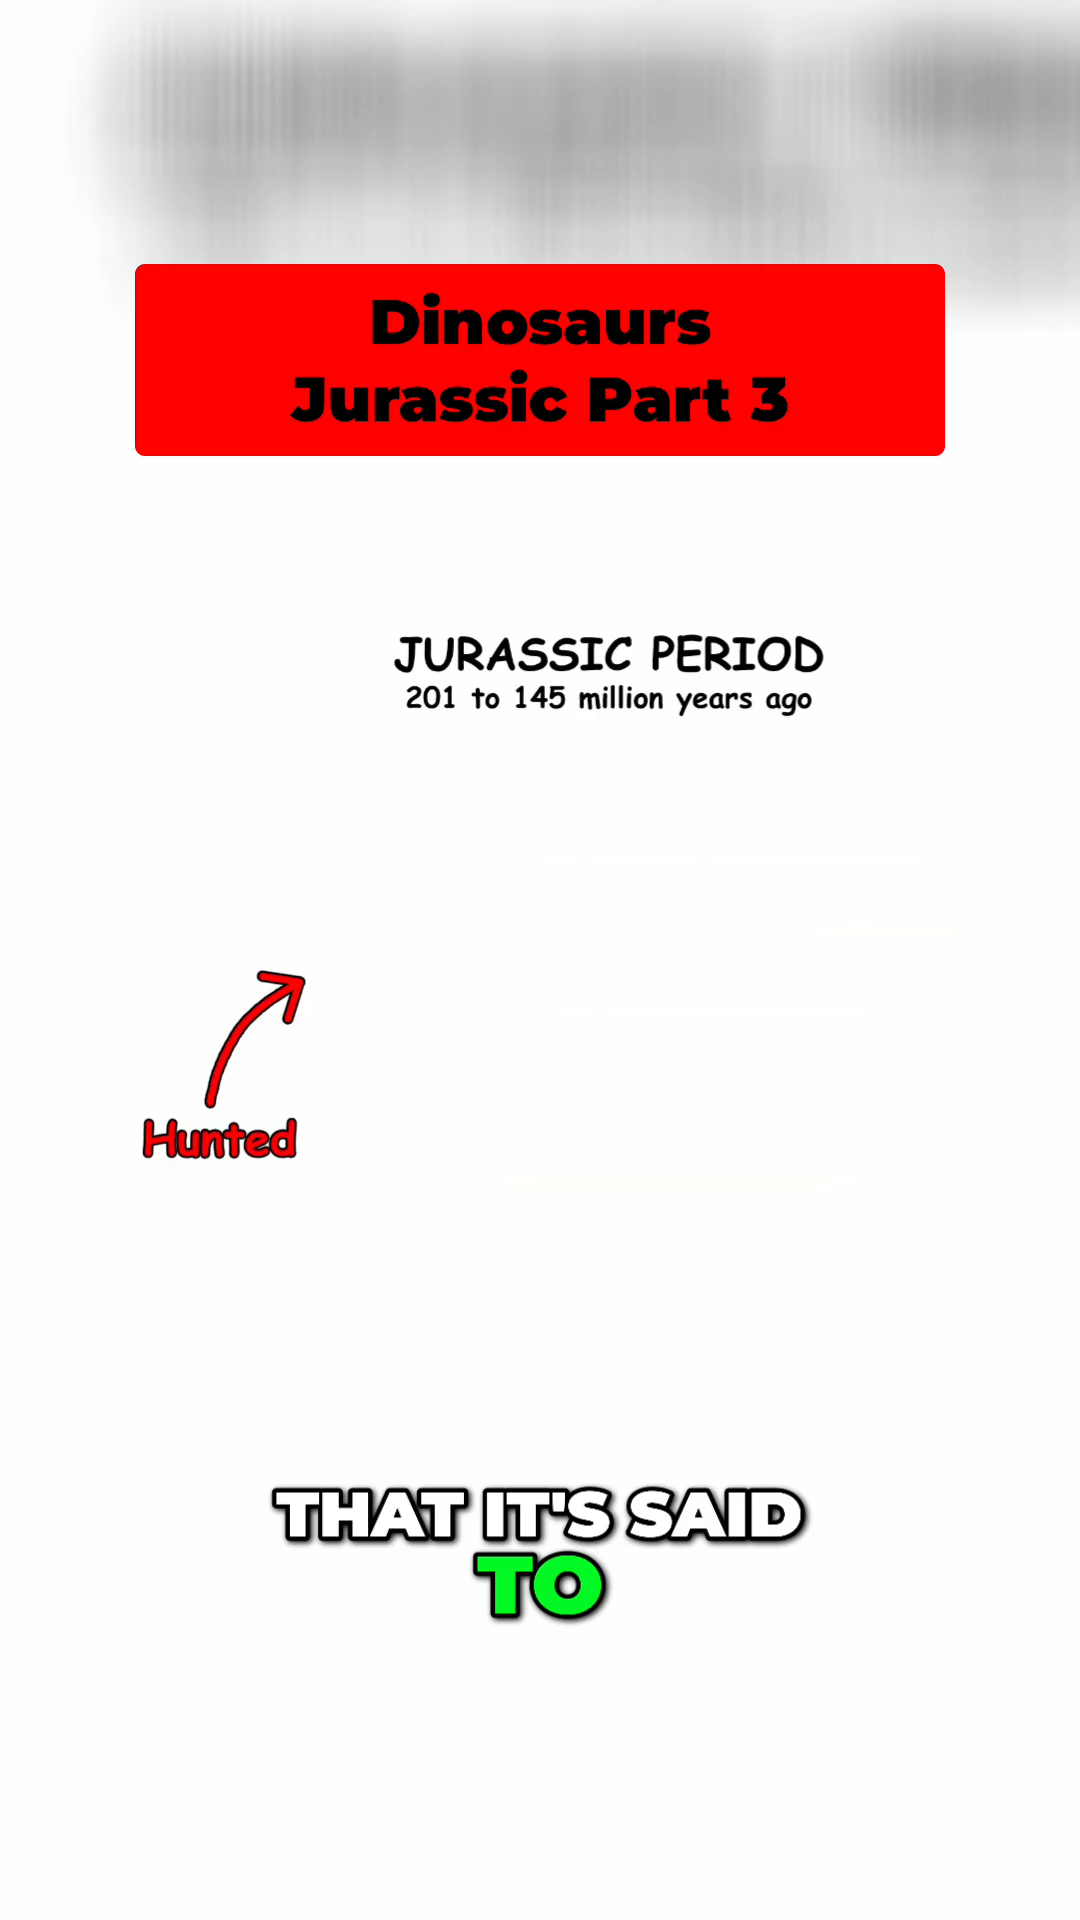 Dinosaurs
Jurassic Part 3
JURASSIC PERIOD
201 to 145 million years ago
Hunted
THAT IT'S SAID
TO